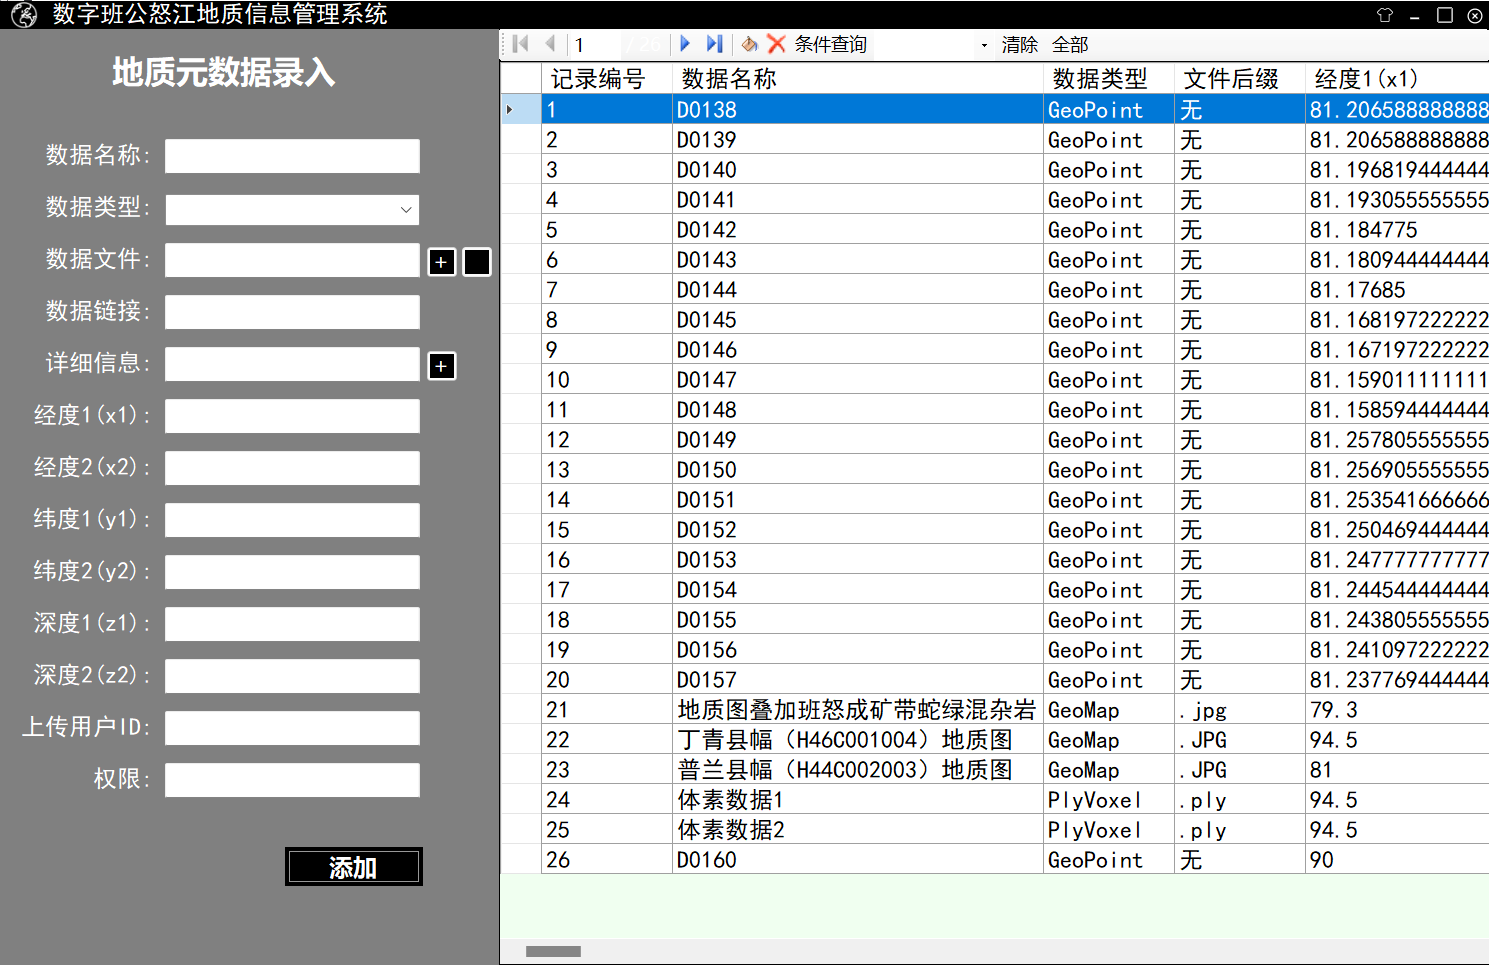 数字班公怒江地质信息管理系统
地质元数据录入
数据名称:
数据类型:
数据文件: +
数据链接:
详细信息: +
经度1(x1):
经度2(x2):
纬度1(y1):
纬度2(y2):
深度1(z1):
深度2(z2):
上传用户ID:
权限:
添加
1 / 26 条件查询 清除 全部
记录编号 数据名称 数据类型 文件后缀 经度1(x1)
1 D0138 GeoPoint 无 81.206588888888
2 D0139 GeoPoint 无 81.206588888888
3 D0140 GeoPoint 无 81.196819444444
4 D0141 GeoPoint 无 81.193055555555
5 D0142 GeoPoint 无 81.184775
6 D0143 GeoPoint 无 81.180944444444
7 D0144 GeoPoint 无 81.17685
8 D0145 GeoPoint 无 81.168197222222
9 D0146 GeoPoint 无 81.167197222222
10 D0147 GeoPoint 无 81.159011111111
11 D0148 GeoPoint 无 81.158594444444
12 D0149 GeoPoint 无 81.257805555555
13 D0150 GeoPoint 无 81.256905555555
14 D0151 GeoPoint 无 81.253541666666
15 D0152 GeoPoint 无 81.250469444444
16 D0153 GeoPoint 无 81.247777777777
17 D0154 GeoPoint 无 81.244544444444
18 D0155 GeoPoint 无 81.243805555555
19 D0156 GeoPoint 无 81.241097222222
20 D0157 GeoPoint 无 81.237769444444
21 地质图叠加班怒成矿带蛇绿混杂岩 GeoMap .jpg 79.3
22 丁青县幅（H46C001004）地质图 GeoMap .JPG 94.5
23 普兰县幅（H44C002003）地质图 GeoMap .JPG 81
24 体素数据1 PlyVoxel .ply 94.5
25 体素数据2 PlyVoxel .ply 94.5
26 D0160 GeoPoint 无 90